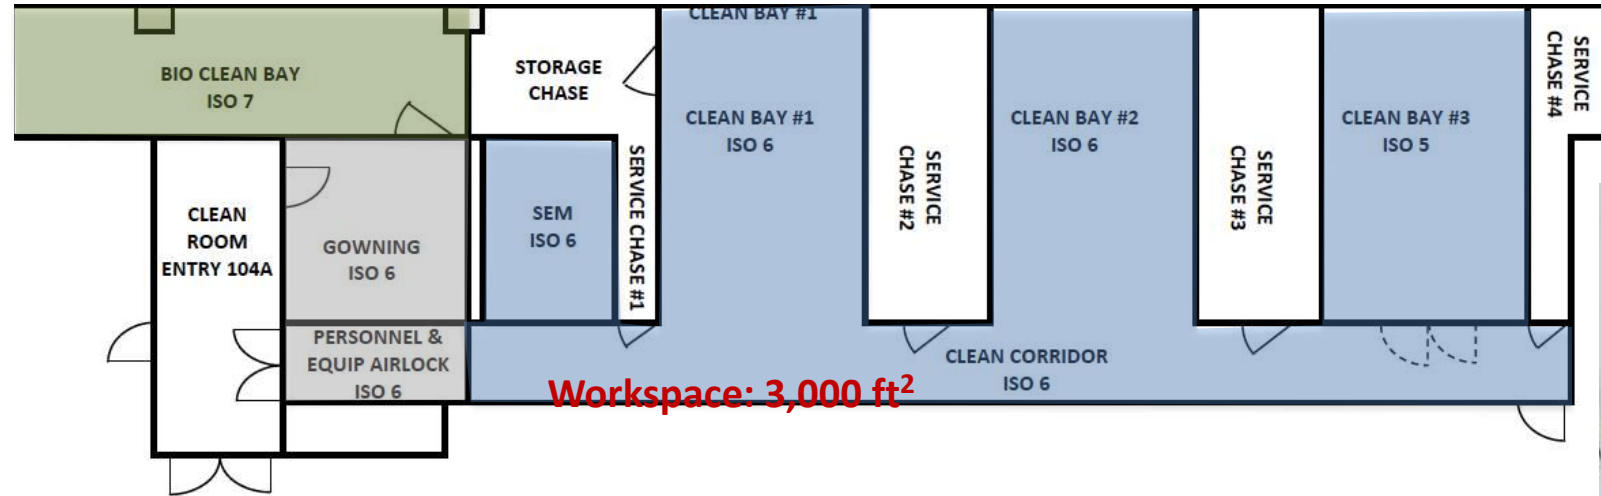 CLEAN BAY #1
BIO CLEAN BAY
ISO 7
STORAGE
CHASE
CLEAN BAY #1
ISO 6
CLEAN BAY #2
ISO 6
CLEAN BAY #3
ISO 5
SERVICE
CHASE #4
SERVICE
CHASE #2
SERVICE
CHASE #3
SERVICE CHASE #1
CLEAN
ROOM
ENTRY 104A
GOWNING
ISO 6
SEM
ISO 6
PERSONNEL &
EQUIP AIRLOCK
ISO 6
CLEAN CORRIDOR
ISO 6
Workspace: 3,000 ft²